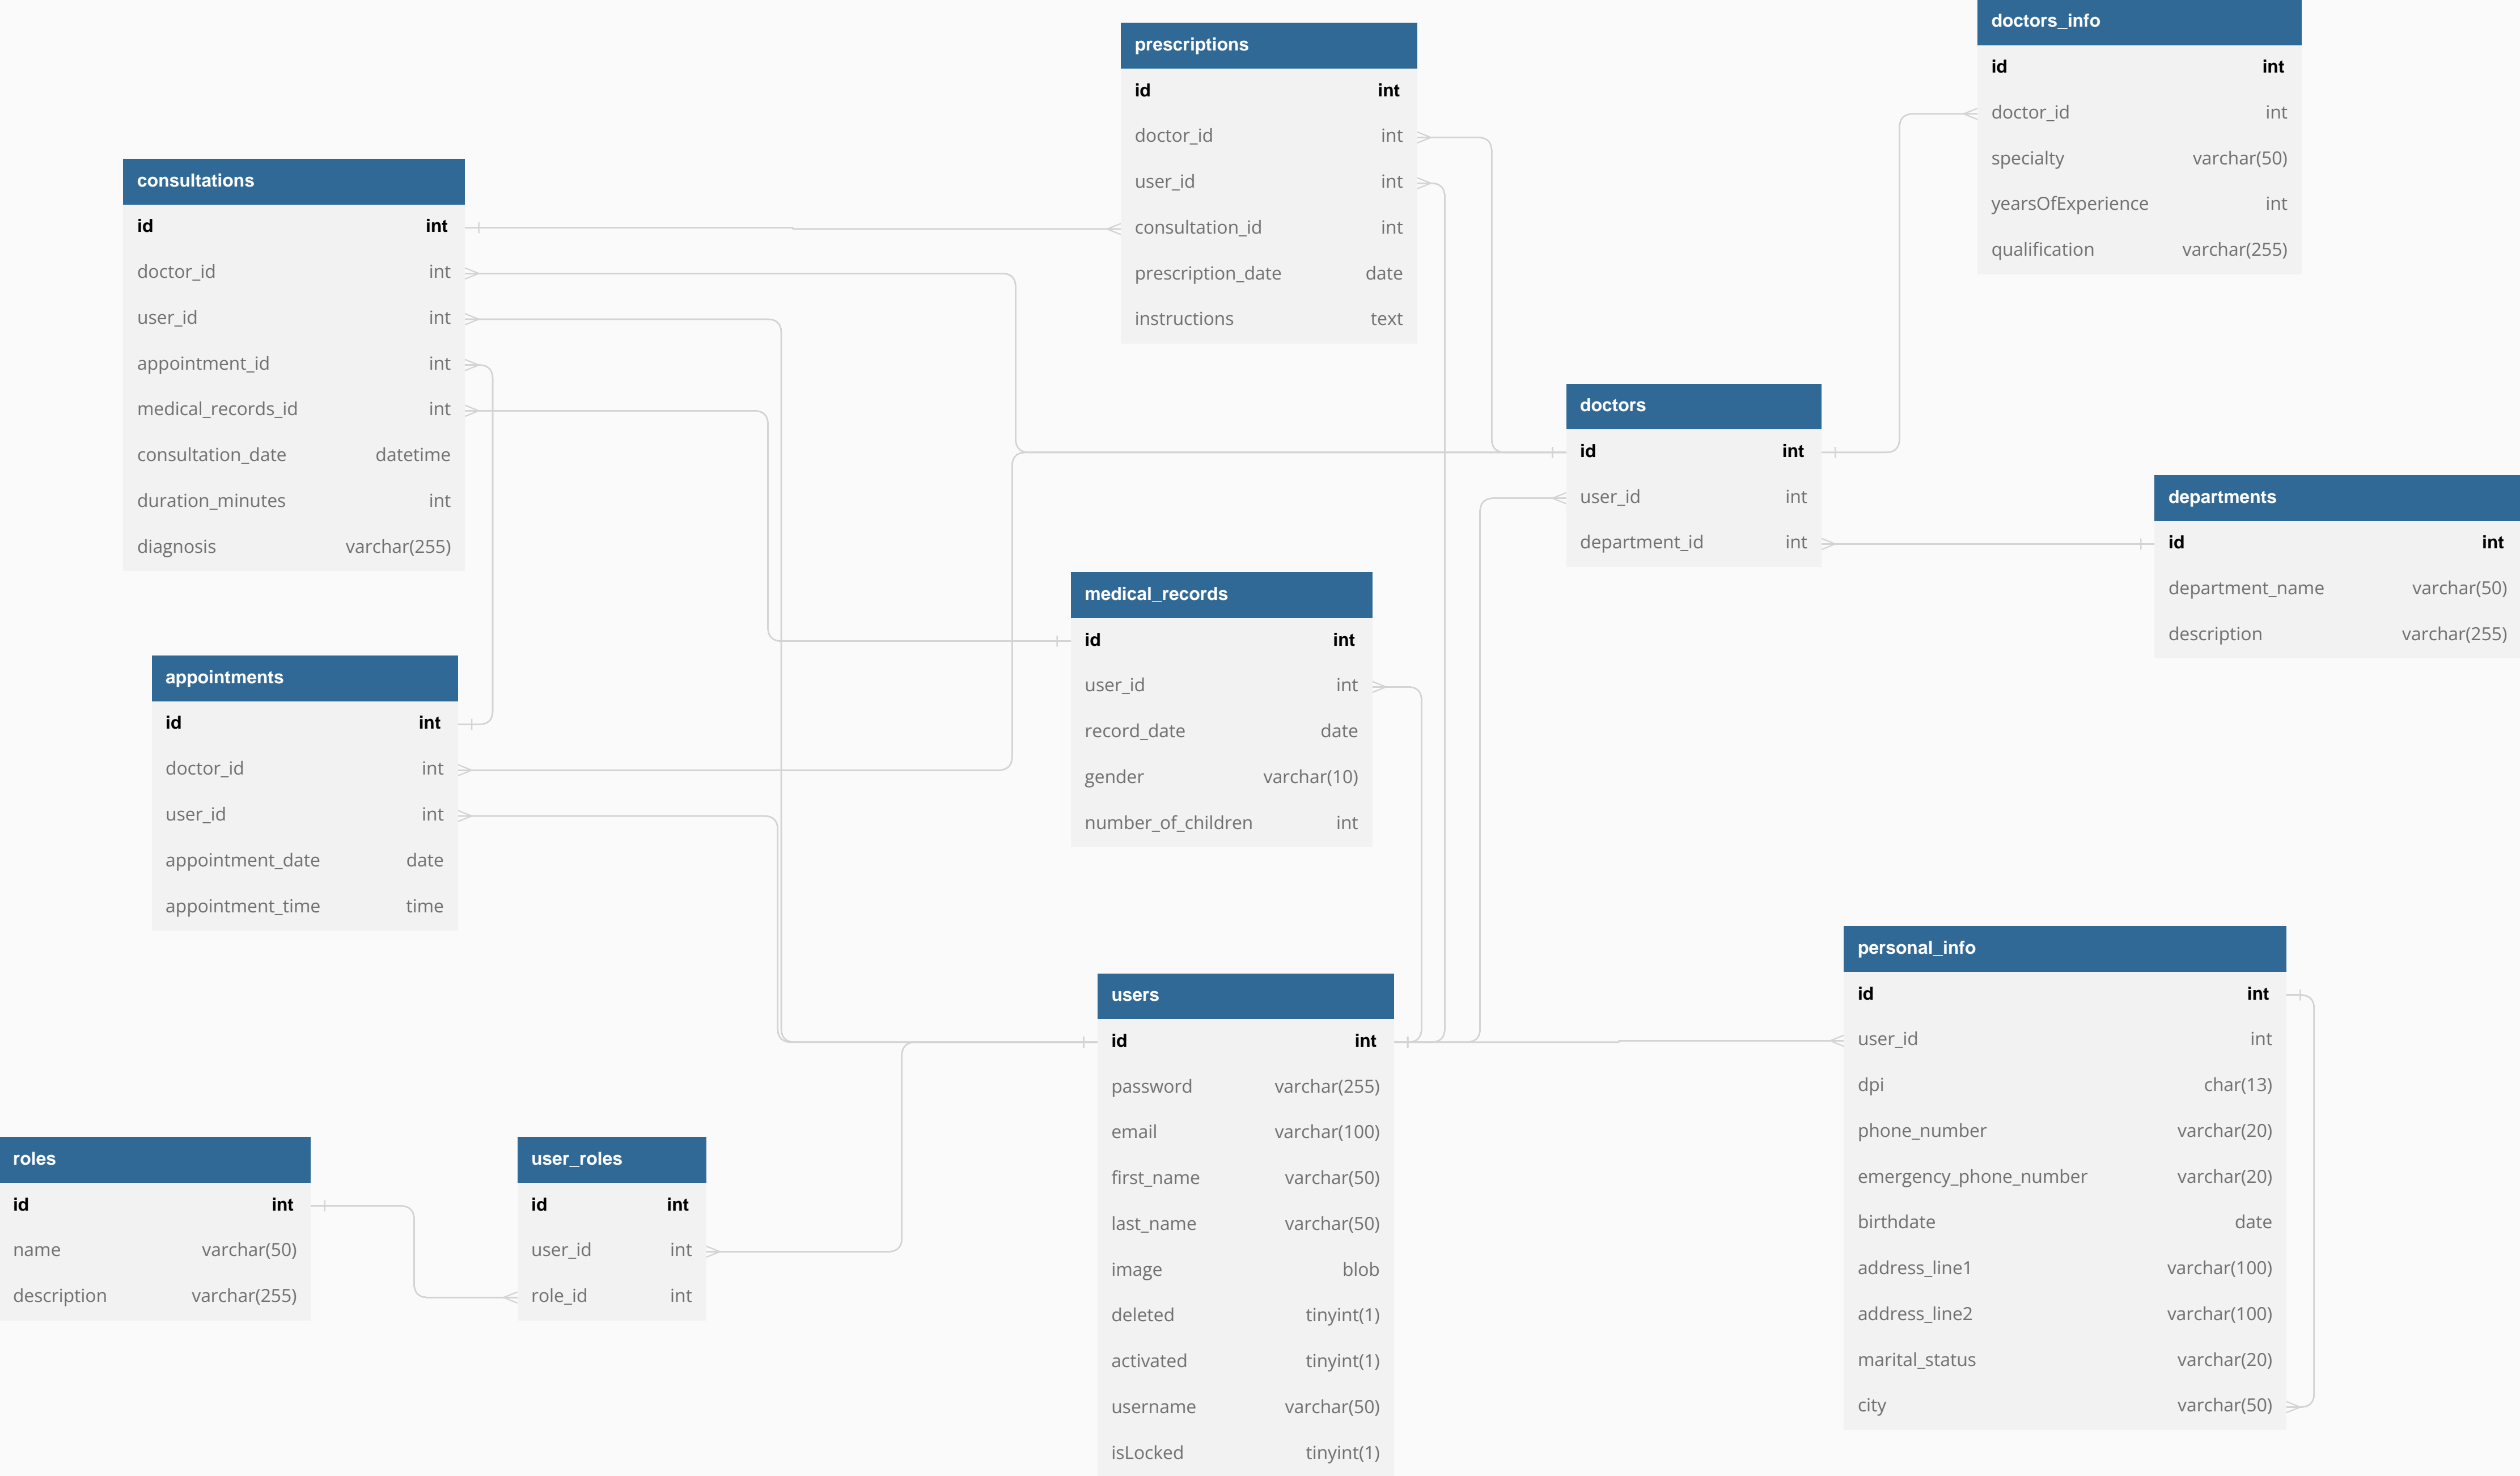 prescriptions
id int
doctor_id int
user_id int
consultation_id int
prescription_date date
instructions text
doctors_info
id int
doctor_id int
specialty varchar(50)
yearsOfExperience int
qualification varchar(255)
consultations
id int
doctor_id int
user_id int
appointment_id int
medical_records_id int
consultation_date datetime
duration_minutes int
diagnosis varchar(255)
doctors
id int
user_id int
department_id int
departments
id int
department_name varchar(50)
description varchar(255)
medical_records
id int
user_id int
record_date date
gender varchar(10)
number_of_children int
appointments
id int
doctor_id int
user_id int
appointment_date date
appointment_time time
personal_info
id int
user_id int
dpi char(13)
phone_number varchar(20)
emergency_phone_number varchar(20)
birthdate date
address_line1 varchar(100)
address_line2 varchar(100)
marital_status varchar(20)
city varchar(50)
users
id int
password varchar(255)
email varchar(100)
first_name varchar(50)
last_name varchar(50)
image blob
deleted tinyint(1)
activated tinyint(1)
username varchar(50)
isLocked tinyint(1)
roles
id int
name varchar(50)
description varchar(255)
user_roles
id int
user_id int
role_id int